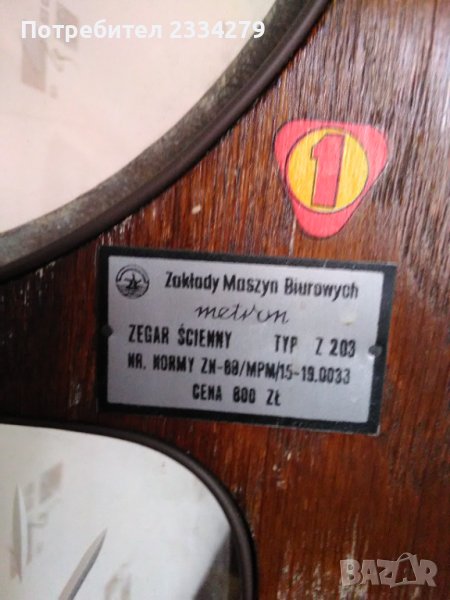 Потребител 2334279
1
Zakłady Maszyn Biurowych
metron
ZEGAR ŚCIENNY TYP Z 203
NR. NORMY ZN-68/MPM/15-19.0033
CENA 800 ZŁ
BAZAR